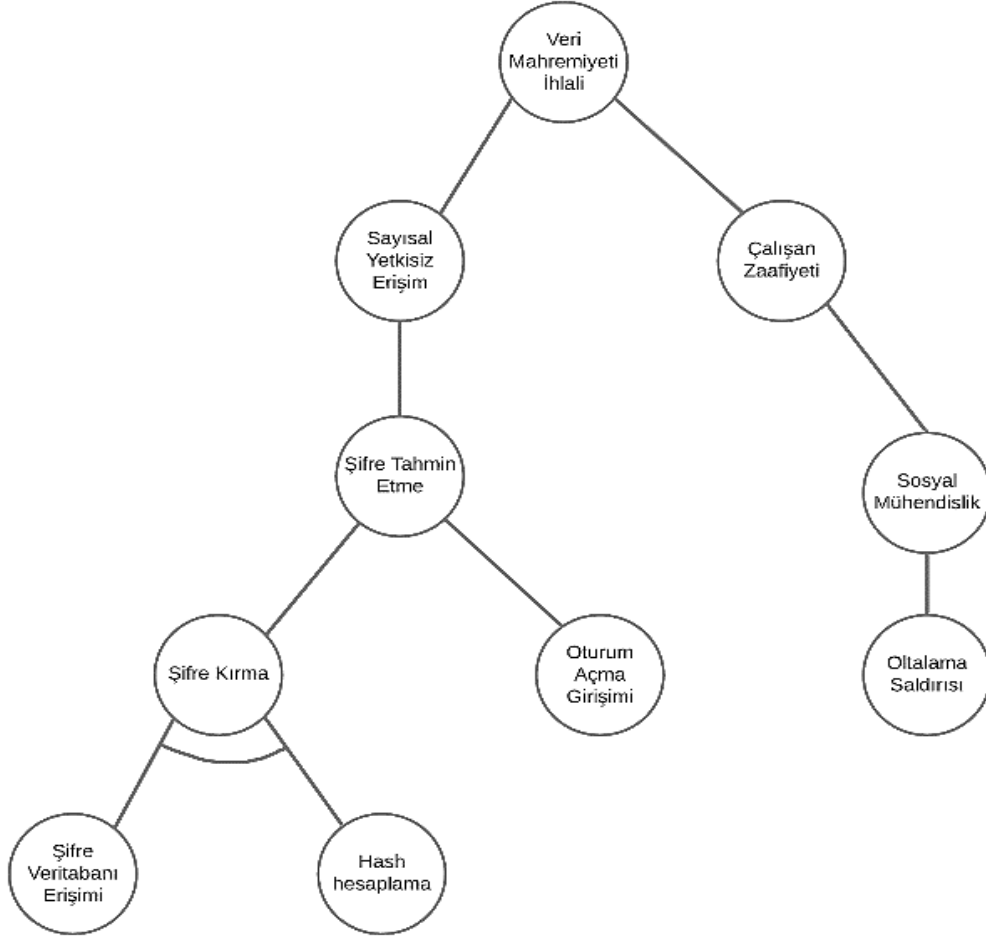 Veri
Mahremiyeti
İhlali
Sayısal
Yetkisiz
Erişim
Çalışan
Zaafiyeti
Şifre Tahmin
Etme
Sosyal
Mühendislik
Şifre Kırma
Oturum
Açma
Girişimi
Oltalama
Saldırısı
Şifre
Veritabanı
Erişimi
Hash
hesaplama